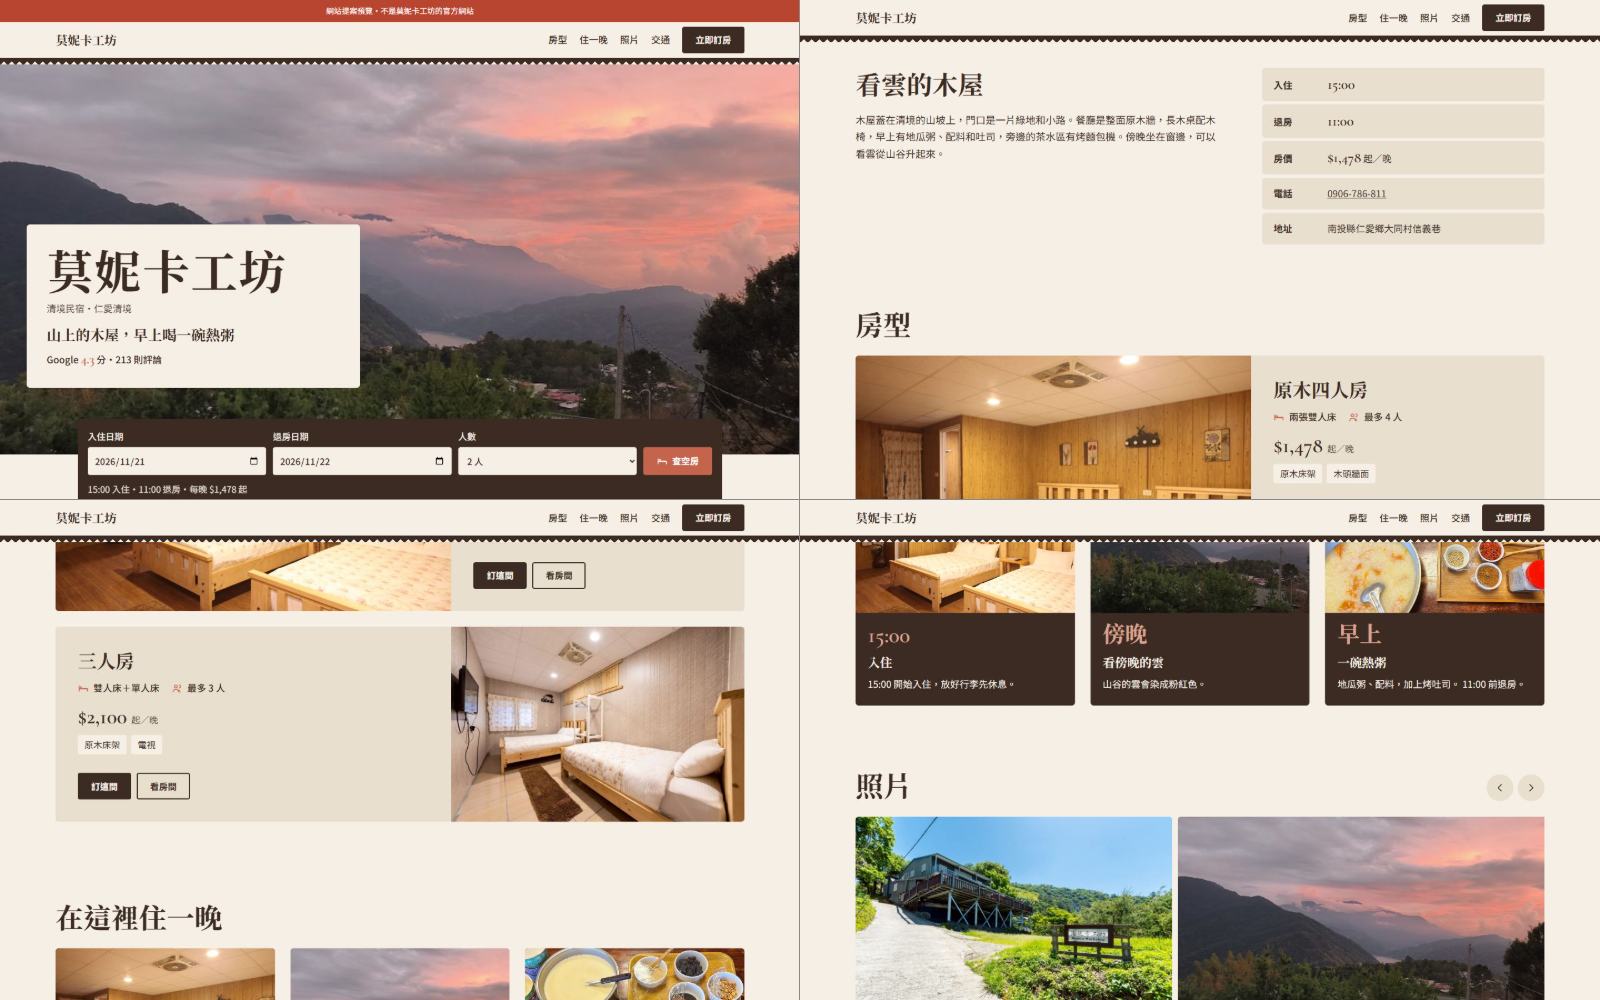 網站提案預覽・不是莫妮卡工坊的官方網站
莫妮卡工坊
房型 住一晚 照片 交通 立即訂房
莫妮卡工坊
清境民宿・仁愛清境
山上的木屋，早上喝一碗熱粥
Google 4.3 分・213 則評論
入住日期 退房日期 人數
2026/11/21 2026/11/22 2 人 查空房
15:00 入住・11:00 退房・每晚 $1,478 起
莫妮卡工坊
房型 住一晚 照片 交通 立即訂房
看雲的木屋
木屋蓋在清境的山坡上，門口是一片綠地和小路。餐廳是整面原木牆，長木桌配木
椅，早上有地瓜粥、配料和吐司，旁邊的茶水區有烤麵包機。傍晚坐在窗邊，可以
看雲從山谷升起來。
入住 15:00
退房 11:00
房價 $1,478 起／晚
電話 0906-786-811
地址 南投縣仁愛鄉大同村信義巷
房型
原木四人房
兩張雙人床 最多 4 人
$1,478 起／晚
原木床架 木頭牆面
莫妮卡工坊
房型 住一晚 照片 交通 立即訂房
訂這間 看房間
三人房
雙人床＋單人床 最多 3 人
$2,100 起／晚
原木床架 電視
訂這間 看房間
在這裡住一晚
莫妮卡工坊
房型 住一晚 照片 交通 立即訂房
15:00
入住
15:00 開始入住，放好行李先休息。
傍晚
看傍晚的雲
山谷的雲會染成粉紅色。
早上
一碗熱粥
地瓜粥、配料，加上烤吐司。 11:00 前退房。
照片